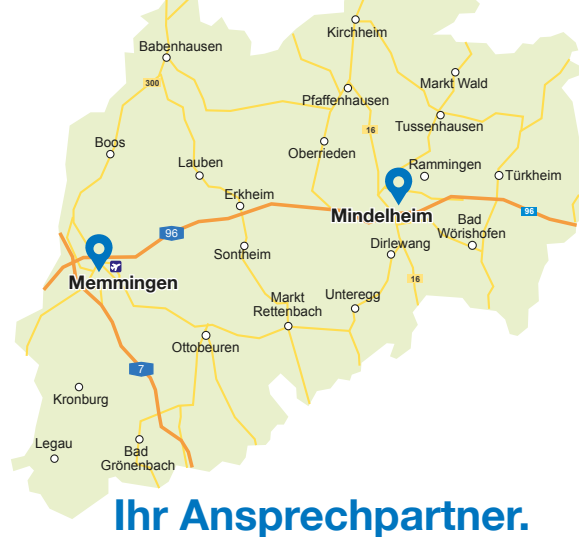 Kirchheim
Babenhausen
Markt Wald
300
Pfaffenhausen
Tussenhausen
16
Boos
Oberrieden
Lauben
Rammingen
Türkheim
Erkheim
Mindelheim
96
Bad
Wörishofen
96
Dirlewang
Sontheim
Memmingen
16
Markt
Rettenbach
Unteregg
Ottobeuren
7
Kronburg
Legau
Bad
Grönenbach
Ihr Ansprechpartner.